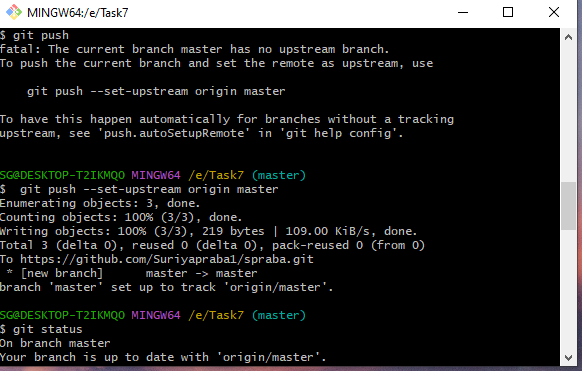 MINGW64:/e/Task7
$ git push
fatal: The current branch master has no upstream branch.
To push the current branch and set the remote as upstream, use
    git push --set-upstream origin master
To have this happen automatically for branches without a tracking
upstream, see 'push.autoSetupRemote' in 'git help config'.
SG@DESKTOP-T2IKMQO MINGW64 /e/Task7 (master)
$  git push --set-upstream origin master
Enumerating objects: 3, done.
Counting objects: 100% (3/3), done.
Writing objects: 100% (3/3), 219 bytes | 109.00 KiB/s, done.
Total 3 (delta 0), reused 0 (delta 0), pack-reused 0 (from 0)
To https://github.com/Suriyapraba1/spraba.git
 * [new branch]      master -> master
branch 'master' set up to track 'origin/master'.
SG@DESKTOP-T2IKMQO MINGW64 /e/Task7 (master)
$ git status
On branch master
Your branch is up to date with 'origin/master'.